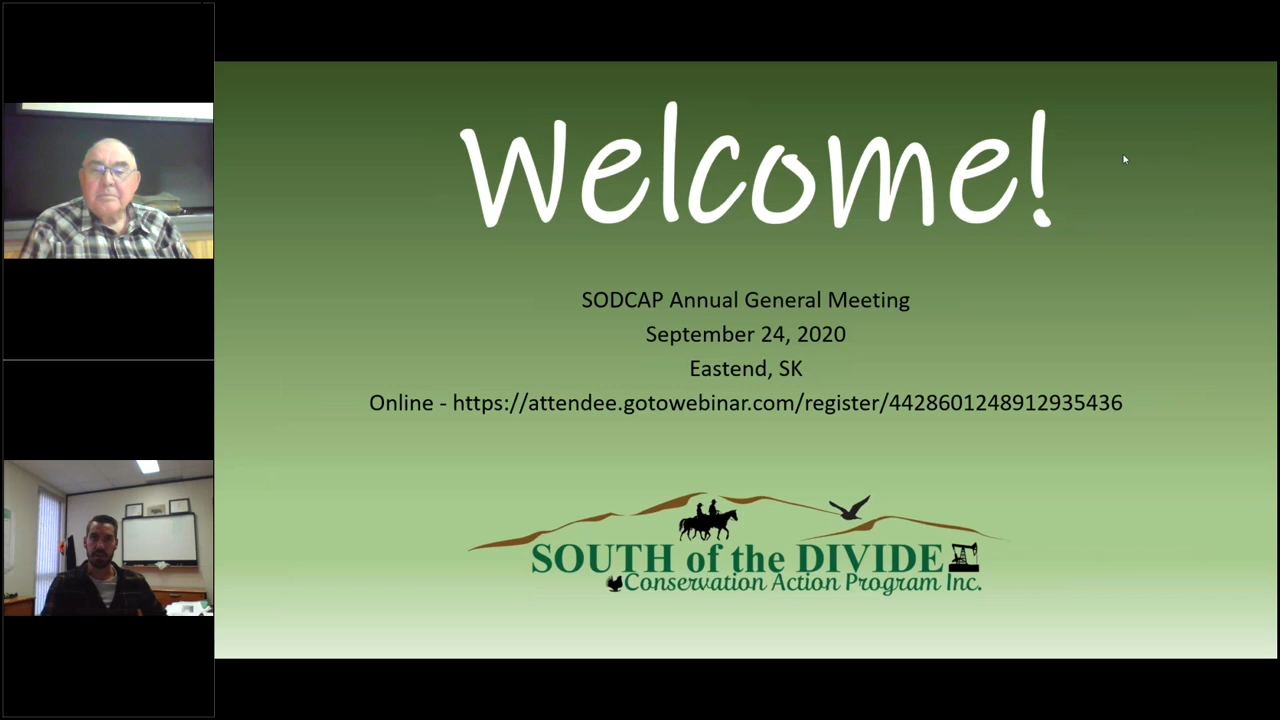 Welcome!
SODCAP Annual General Meeting
September 24, 2020
Eastend, SK
Online - https://attendee.gotowebinar.com/register/4428601248912935436
SOUTH of the DIVIDE
Conservation Action Program Inc.